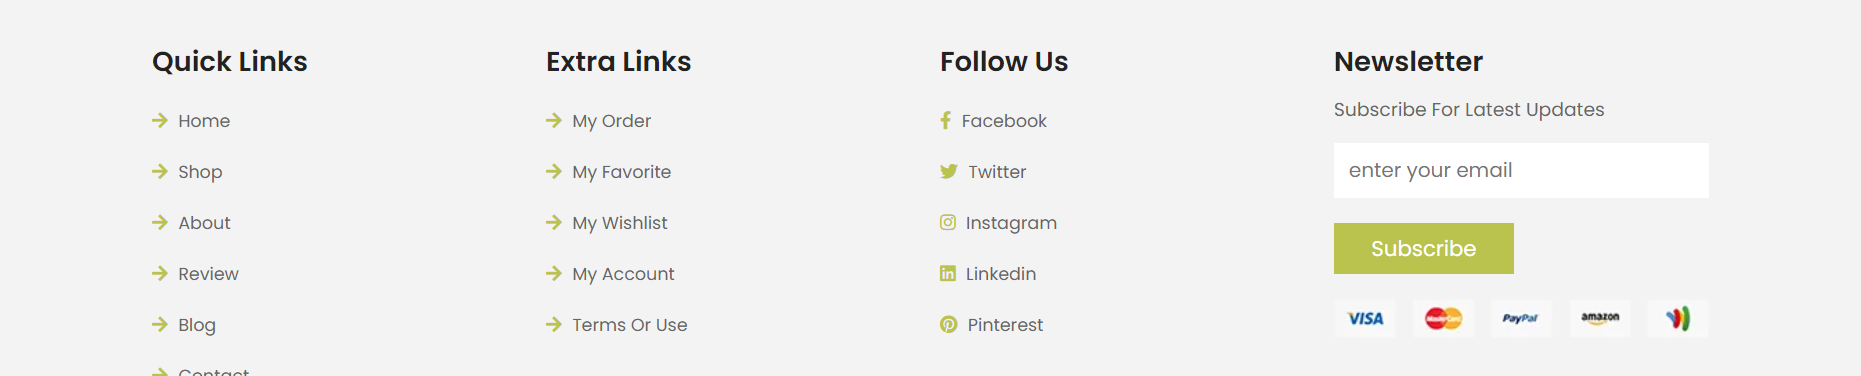 Quick Links
Home
Shop
About
Review
Blog
Contact
Extra Links
My Order
My Favorite
My Wishlist
My Account
Terms Or Use
Follow Us
Facebook
Twitter
Instagram
Linkedin
Pinterest
Newsletter
Subscribe For Latest Updates
enter your email
Subscribe
VISA
MasterCard
PayPal
amazon